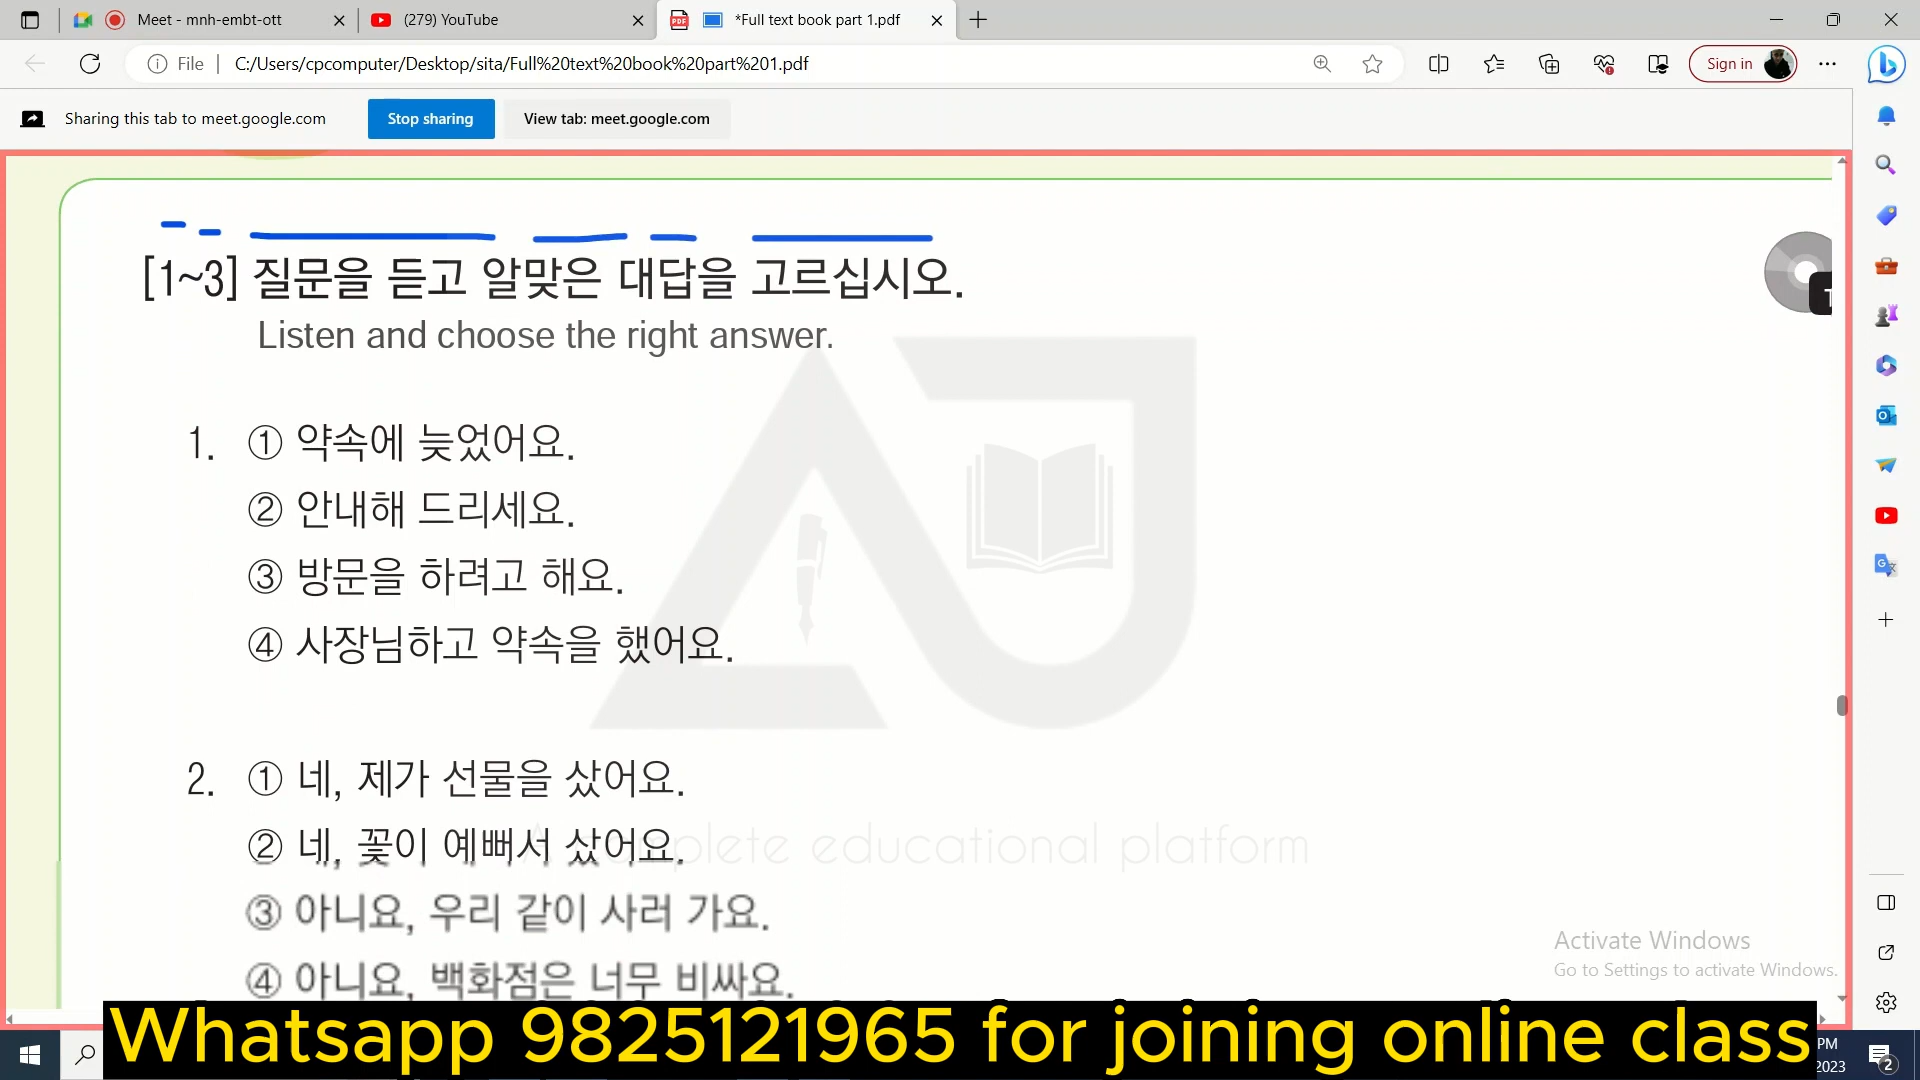 Meet - mnh-embt-ott
(279) YouTube
*Full text book part 1.pdf
File
C:/Users/cpcomputer/Desktop/sita/Full%20text%20book%20part%201.pdf
Sign in
Sharing this tab to meet.google.com
Stop sharing
View tab: meet.google.com
[1~3] 질문을 듣고 알맞은 대답을 고르십시오.
Listen and choose the right answer.
1. ① 약속에 늦었어요.
② 안내해 드리세요.
③ 방문을 하려고 해요.
④ 사장님하고 약속을 했어요.
2. ① 네, 제가 선물을 샀어요.
② 네, 꽃이 예뻐서 샀어요.
③ 아니요, 우리 같이 사러 가요.
④ 아니요, 백화점은 너무 비싸요.
educational platform
Activate Windows
Go to Settings to activate Windows.
Whatsapp 9825121965 for joining online class
PM
2023
2